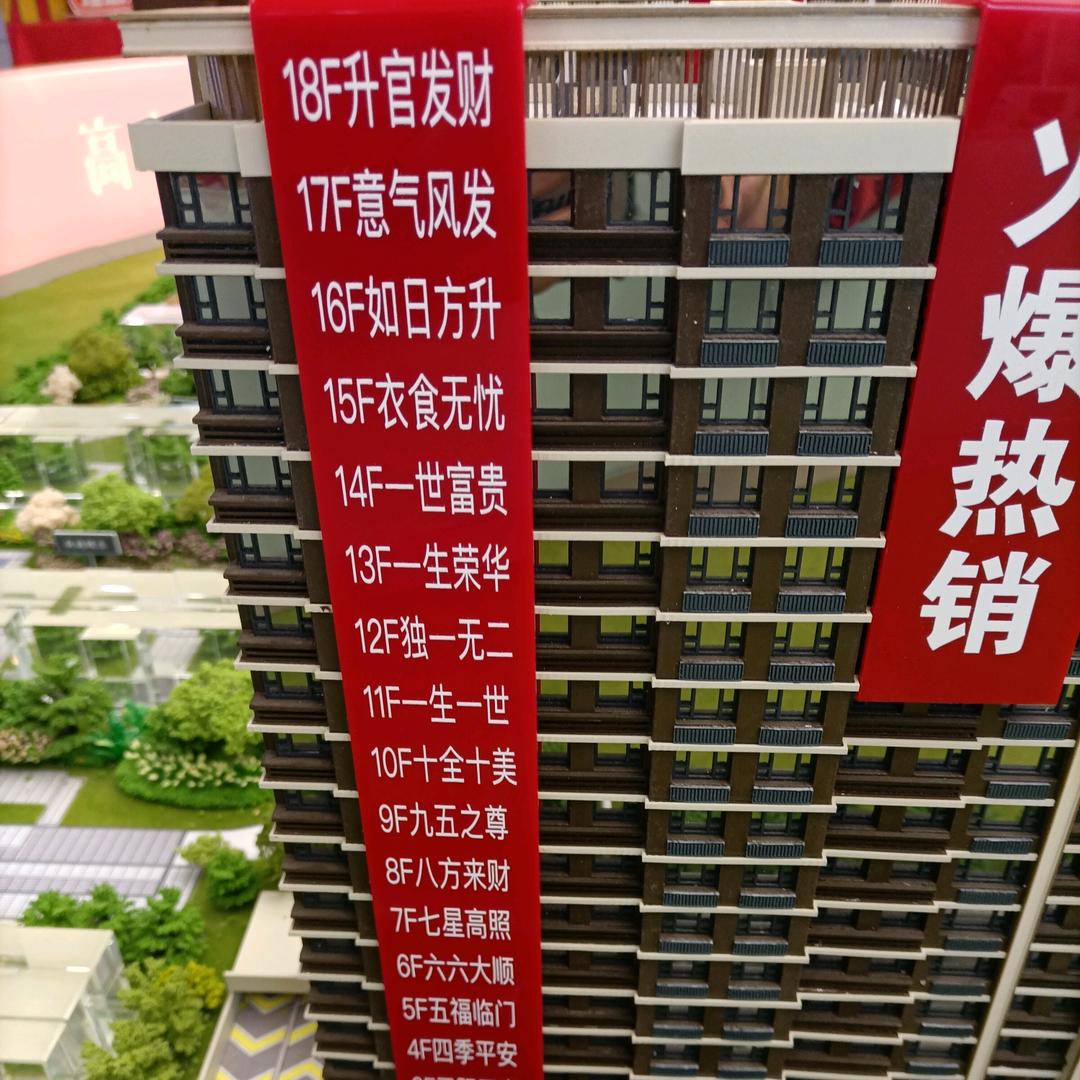 高
18F升官发财
17F意气风发
16F如日方升
15F衣食无忧
14F一世富贵
13F一生荣华
12F独一无二
11F一生一世
10F十全十美
9F九五之尊
8F八方来财
7F七星高照
6F六六大顺
5F五福临门
4F四季平安
火爆热销